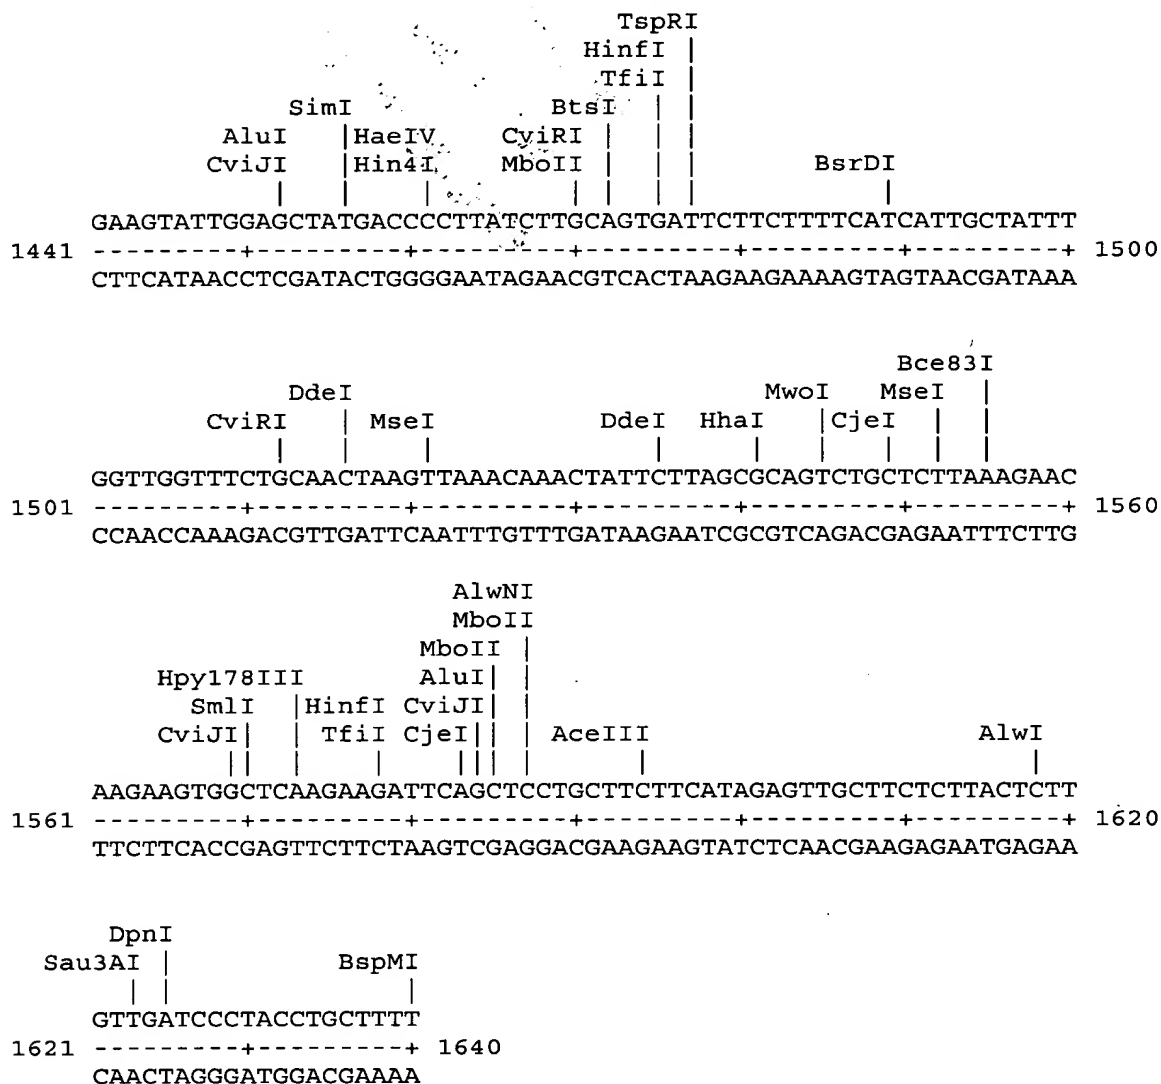 TspRI
HinfI
TfiI
SimI BtsI
AluI HaeIV CviRI
CviJI Hin4I MboII BsrDI
GAAGTATTGGAGCTATGACCCCTTATCTTGCAGTGATTCTTCTTTTCATCATTGCTATTT
1441 ---------+---------+---------+---------+---------+---------+ 1500
CTTCATAACCTCGATACTGGGGAATAGAACGTCACTAAGAAGAAAAGTAGTAACGATAAA
Bce83I
DdeI MwoI MseI
CviRI MseI DdeI HhaI CjeI
GGTTGGTTTCTGCAACTAAGTTAAACAAACTATTCTTAGCGCAGTCTGCTCTTAAAGAAC
1501 ---------+---------+---------+---------+---------+---------+ 1560
CCAACCAAAGACGTTGATTCAATTTGTTTGATAAGAATCGCGTCAGACGAGAATTTCTTG
AlwNI
MboII
MboII
Hpy178III AluI
SmlI HinfI CviJI
CviJI TfiI CjeI AceIII AlwI
AAGAAGTGGCTCAAGAAGATTCAGCTCCTGCTTCTTCATAGAGTTGCTTCTCTTACTCTT
1561 ---------+---------+---------+---------+---------+---------+ 1620
TTCTTCACCGAGTTCTTCTAAGTCGAGGACGAAGAAGTATCTCAACGAAGAGAATGAGAA
DpnI
Sau3AI BspMI
GTTGATCCCTACCTGCTTTT
1621 ---------+---------+ 1640
CAACTAGGGATGGACGAAAA